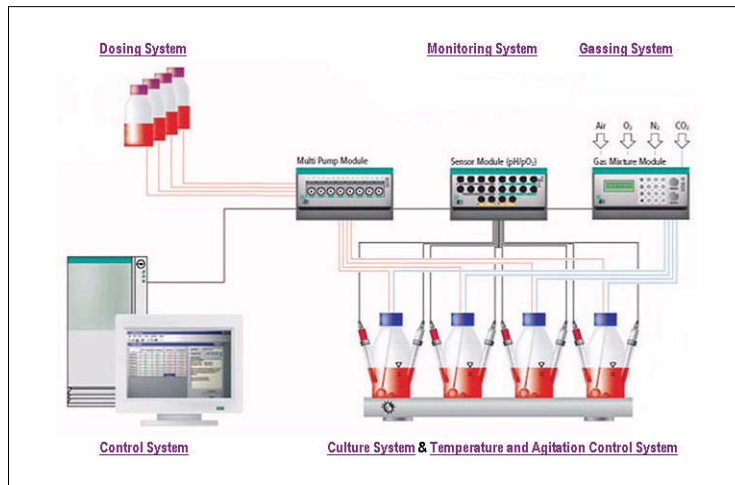 Dosing System
Monitoring System
Gassing System
Air O₂ N₂ CO₂
Multi Pump Module
Sensor Module (pH/pO₂)
Gas Mixture Module
Control System
Culture System & Temperature and Agitation Control System